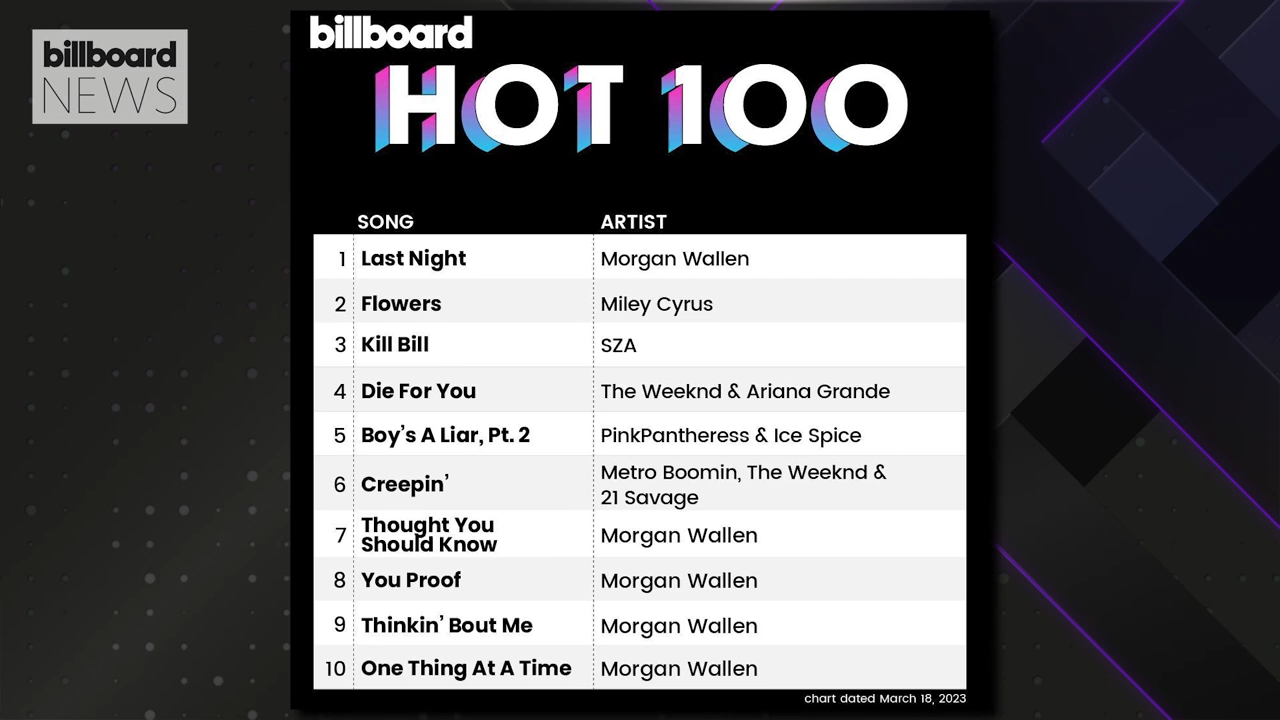 billboard
NEWS
billboard
HOT 100
SONG ARTIST
1 Last Night Morgan Wallen
2 Flowers Miley Cyrus
3 Kill Bill SZA
4 Die For You The Weeknd & Ariana Grande
5 Boy’s A Liar, Pt. 2 PinkPantheress & Ice Spice
6 Creepin’ Metro Boomin, The Weeknd &
21 Savage
7 Thought You
Should Know Morgan Wallen
8 You Proof Morgan Wallen
9 Thinkin’ Bout Me Morgan Wallen
10 One Thing At A Time Morgan Wallen
chart dated March 18, 2023